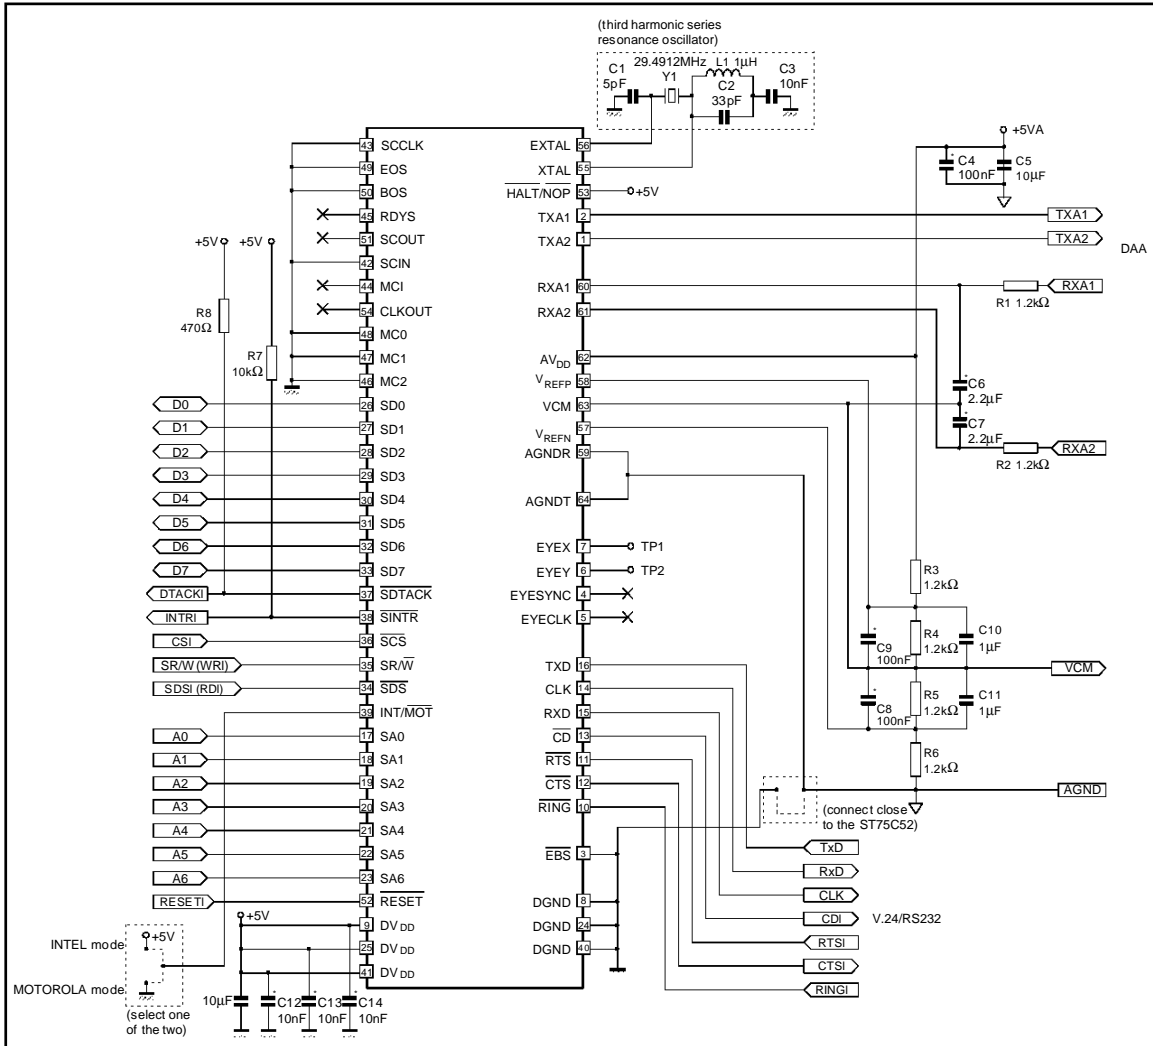 (third harmonic series
resonance oscillator)
29.4912MHz
L1 1µH
C1
5pF
Y1
C2
33pF
C3
10nF
+5VA
C4
100nF
C5
10µF
43 SCCLK
49 EOS
50 BOS
45 RDYS
51 SCOUT
42 SCIN
44 MCI
54 CLKOUT
48 MC0
47 MC1
46 MC2
26 SD0
27 SD1
28 SD2
29 SD3
30 SD4
31 SD5
32 SD6
33 SD7
37 SDTACK
38 SINTR
36 SCS
35 SR/W
34 SDS
39 INT/MOT
17 SA0
18 SA1
19 SA2
20 SA3
21 SA4
22 SA5
23 SA6
52 RESET
9 DVDD
25 DVDD
41 DVDD
EXTAL 56
XTAL 55
HALT/NOP 53
+5V
TXA1 2
TXA2 1
RXA1 60
RXA2 61
AVDD 62
VREFP 58
VCM 63
VREFN 57
AGNDR 59
AGNDT 64
EYEX 7
TP1
EYEY 6
TP2
EYESYNC 4
EYECLK 5
TXD 16
CLK 14
RXD 15
CD 13
RTS 11
CTS 12
RING 10
EBS 3
DGND 8
DGND 24
DGND 40
+5V
+5V
R8
470Ω
R7
10kΩ
D0
D1
D2
D3
D4
D5
D6
D7
DTACKI
INTRI
CSI
SR/W (WRI)
SDSI (RDI)
A0
A1
A2
A3
A4
A5
A6
RESETI
INTEL mode
+5V
MOTOROLA mode
(select one
of the two)
+5V
10µF
C12
10nF
C13
10nF
C14
10nF
TXA1
TXA2
DAA
RXA1
R1 1.2kΩ
C6
2.2µF
C7
2.2µF
RXA2
R2 1.2kΩ
R3
1.2kΩ
C9
100nF
R4
1.2kΩ
C10
1µF
VCM
C8
100nF
R5
1.2kΩ
C11
1µF
R6
1.2kΩ
AGND
(connect close
to the ST75C52)
TxD
RxD
CLK
CDI
V.24/RS232
RTSI
CTSI
RINGI